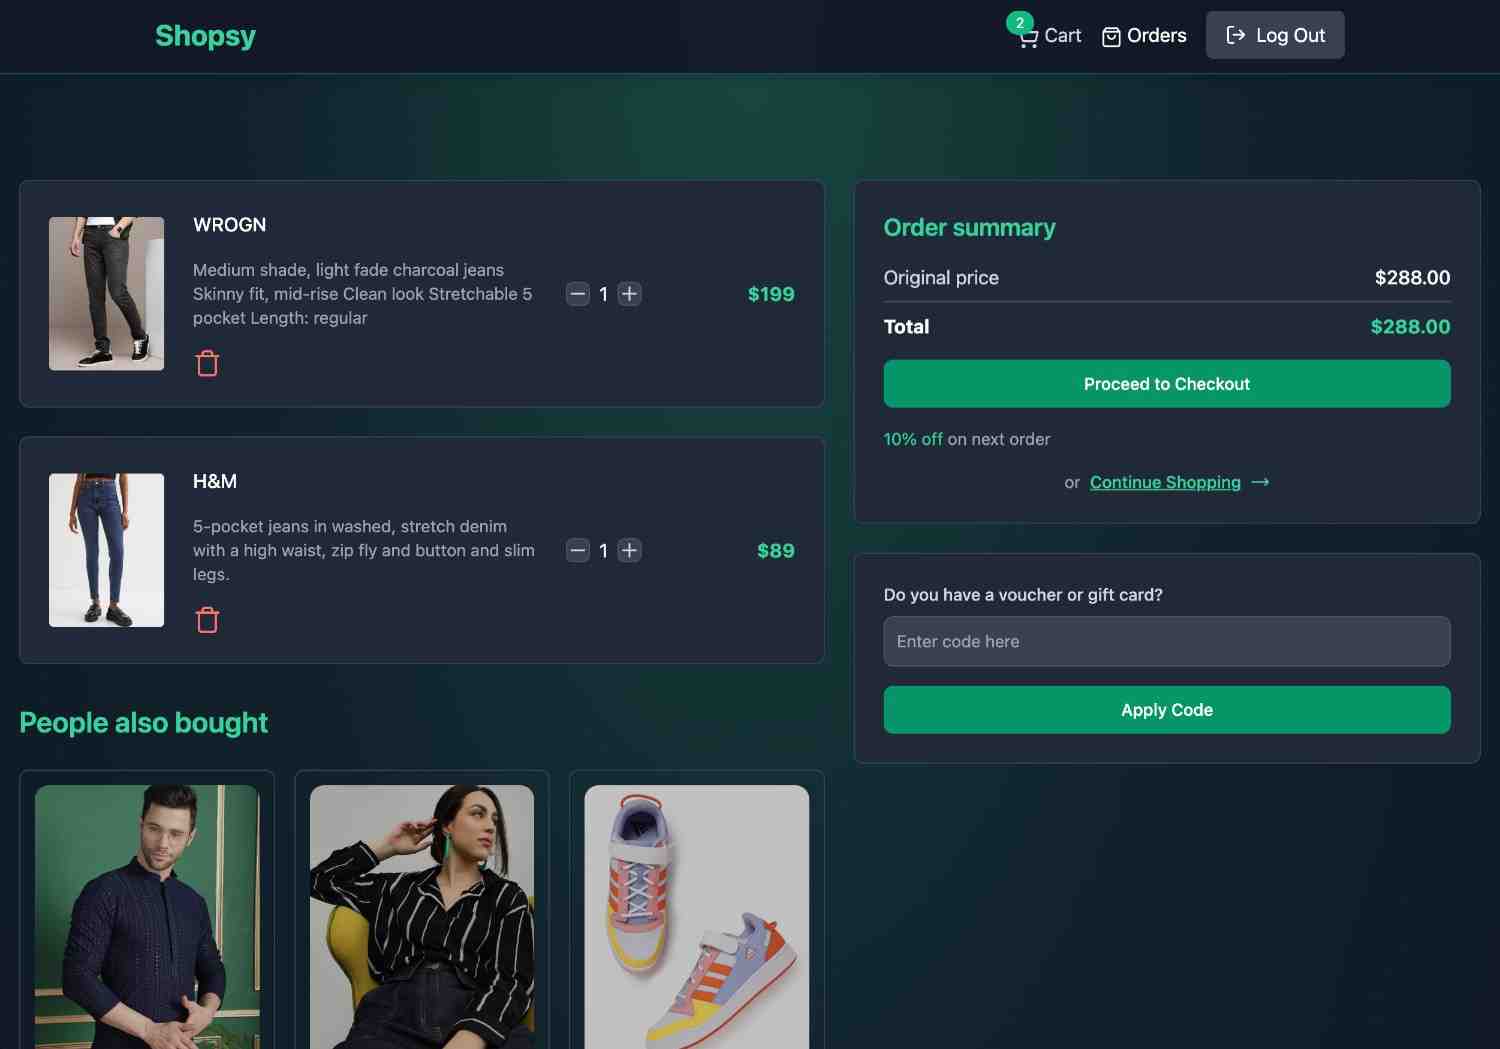 Shopsy
2
Cart
Orders
Log Out
WROGN
Medium shade, light fade charcoal jeans
Skinny fit, mid-rise Clean look Stretchable 5
pocket Length: regular
1
$199
H&M
5-pocket jeans in washed, stretch denim
with a high waist, zip fly and button and slim
legs.
1
$89
People also bought
Order summary
Original price $288.00
Total $288.00
Proceed to Checkout
10% off on next order
or Continue Shopping →
Do you have a voucher or gift card?
Enter code here
Apply Code